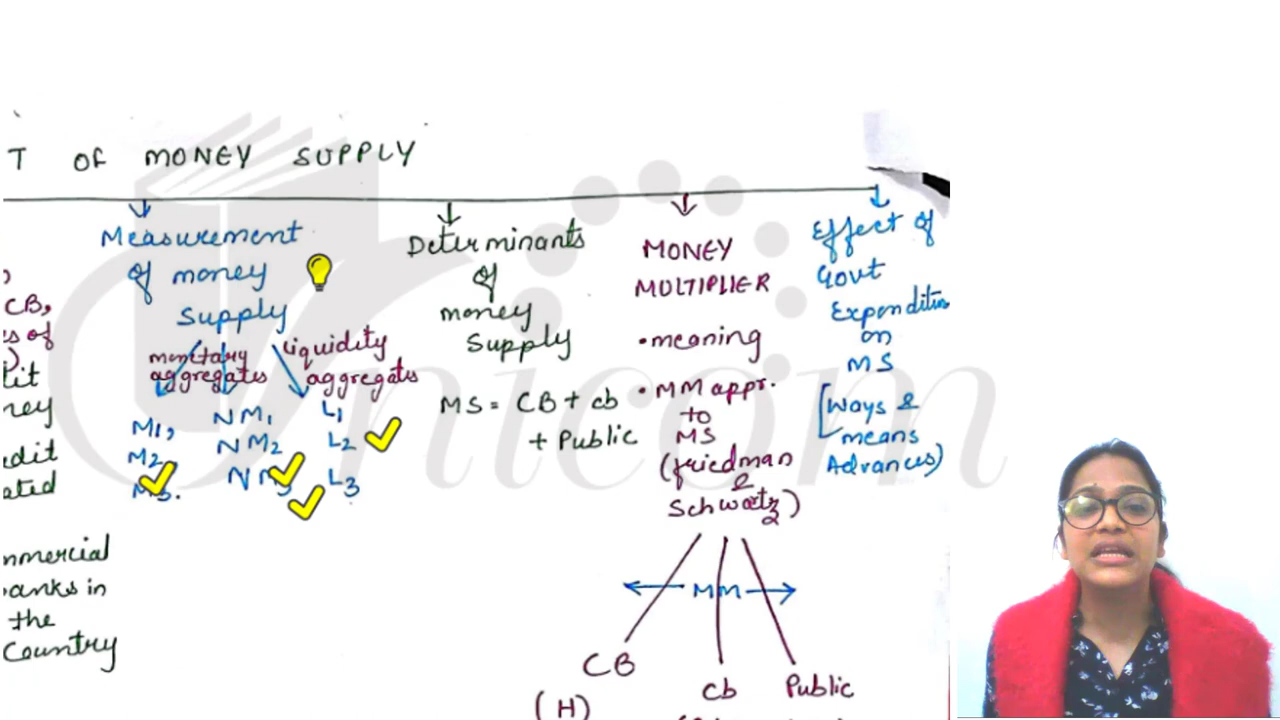 T OF MONEY SUPPLY
CB,
es of
)
lit
ney
edit
ated
mmercial
banks in
the
Country
Measurement
of money
Supply
monetary
aggregates
liquidity
aggregates
M1,
M2
M3.
NM1
NM2
NM3
L1
L2
L3
Determinants
of
money
Supply
MS = CB + cb
+ Public
MONEY
MULTIPLIER
• meaning
• MM appr.
to
MS
(friedman
&
Schwartz)
← MM →
CB
(H)
cb
Public
Effect of
Govt
Expenditure
on
MS
[Ways &
means
Advances)
Unicom